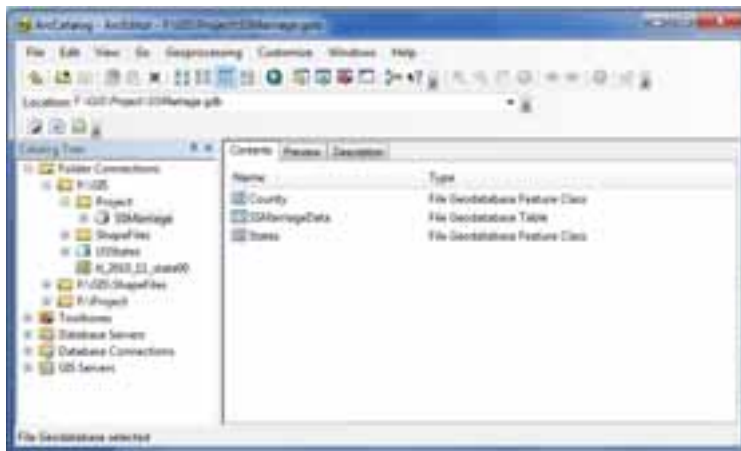 ArcCatalog - ArcEditor - F:\GIS\Project\SSMarriage.gdb
File Edit View Go Geoprocessing Customize Windows Help
Location: F:\GIS\Project\SSMarriage.gdb
Catalog Tree
Folder Connections
F:\GIS
Project
SSMarriage
ShapeFiles
USStates
F:\GIS\ShapeFiles
F:\Project
Toolboxes
Database Servers
Database Connections
GIS Servers
Contents Preview Description
Name Type
County File Geodatabase Feature Class
SSMarriageData File Geodatabase Table
States File Geodatabase Feature Class
File Geodatabase selected